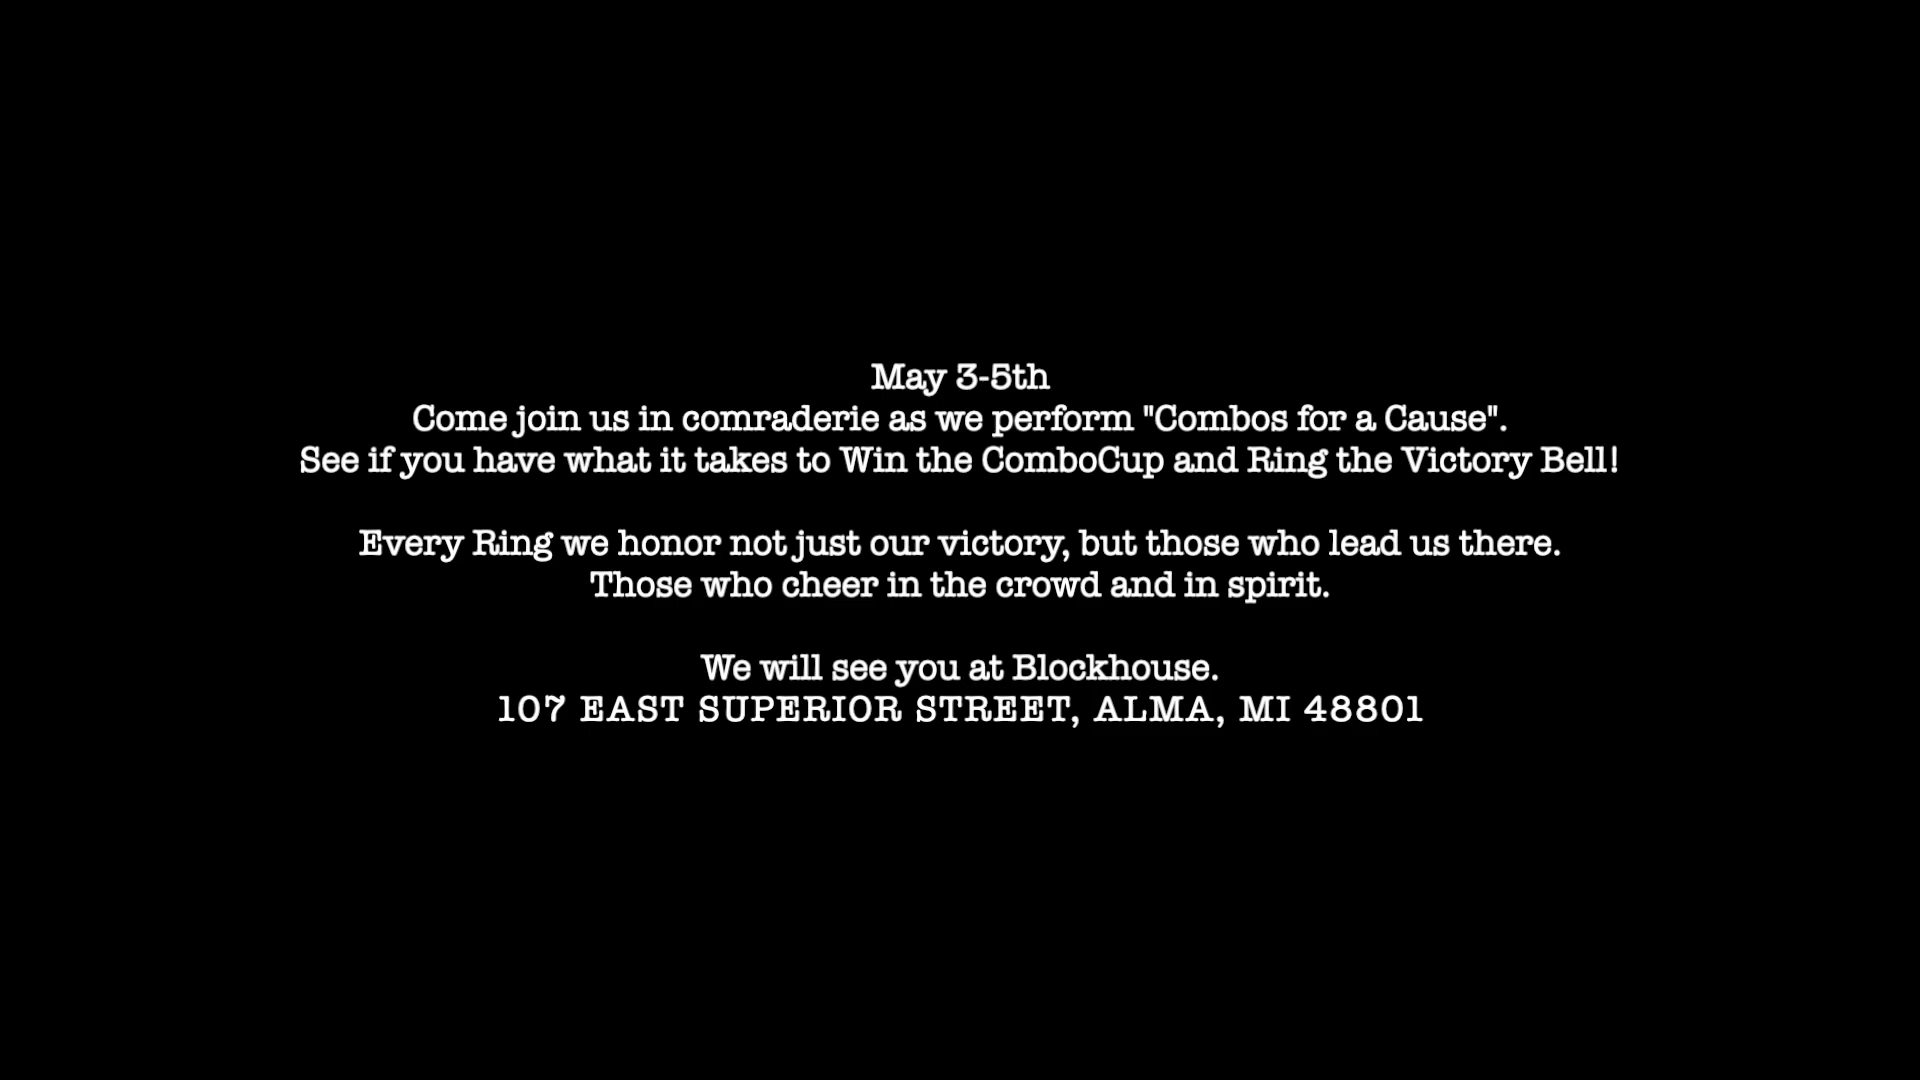 May 3-5th
Come join us in comraderie as we perform "Combos for a Cause".
See if you have what it takes to Win the ComboCup and Ring the Victory Bell!
Every Ring we honor not just our victory, but those who lead us there.
Those who cheer in the crowd and in spirit.
We will see you at Blockhouse.
107 EAST SUPERIOR STREET, ALMA, MI 48801